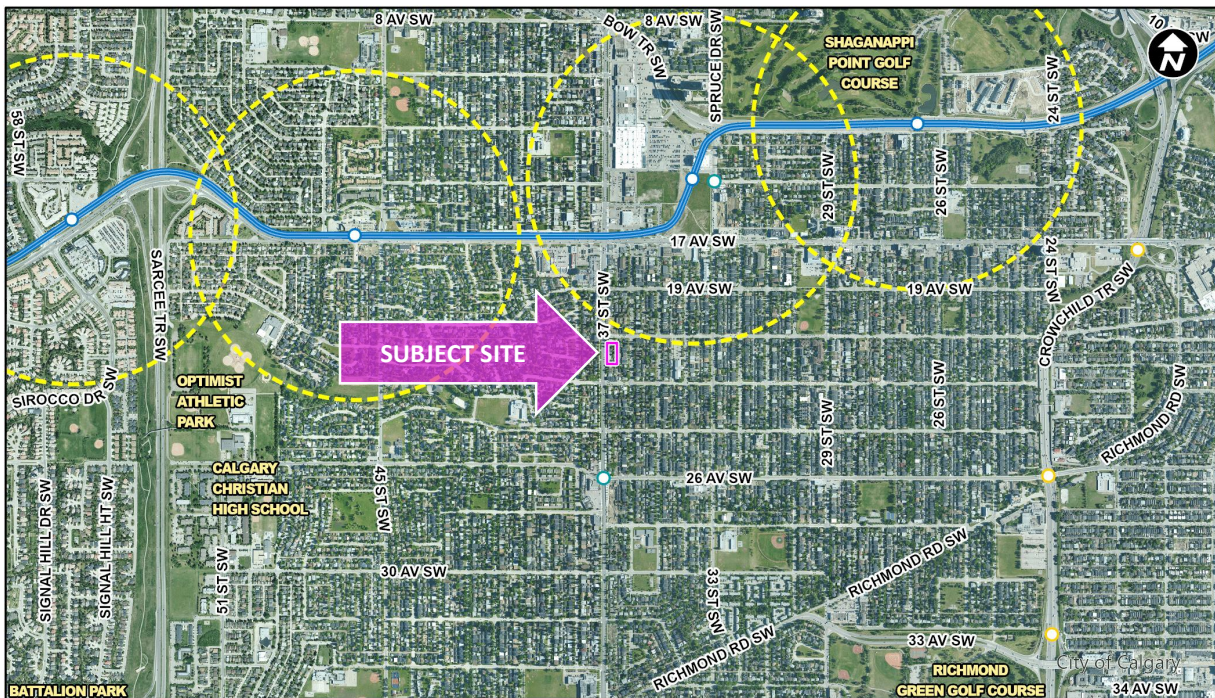 8 AV SW
8 AV SW
BOW TR SW
SPRUCE DR SW
SHAGANAPPI
POINT GOLF
COURSE
24 ST SW
10
SW
N
58 ST SW
29 ST SW
26 ST SW
17 AV SW
SARCEE TR SW
37 ST SW
24 ST SW
CROWCHILD TR SW
19 AV SW
19 AV SW
SUBJECT SITE
SIROCCO DR SW
OPTIMIST
ATHLETIC
PARK
29 ST SW
26 ST SW
RICHMOND RD SW
CALGARY
CHRISTIAN
HIGH SCHOOL
45 ST SW
26 AV SW
SIGNAL HILL DR SW
SIGNAL HILL HT SW
51 ST SW
30 AV SW
33 ST SW
RICHMOND RD SW
RICHMOND RD SW
33 AV SW
City of Calgary
BATTALION PARK
RICHMOND
GREEN GOLF COURSE
34 AV SW